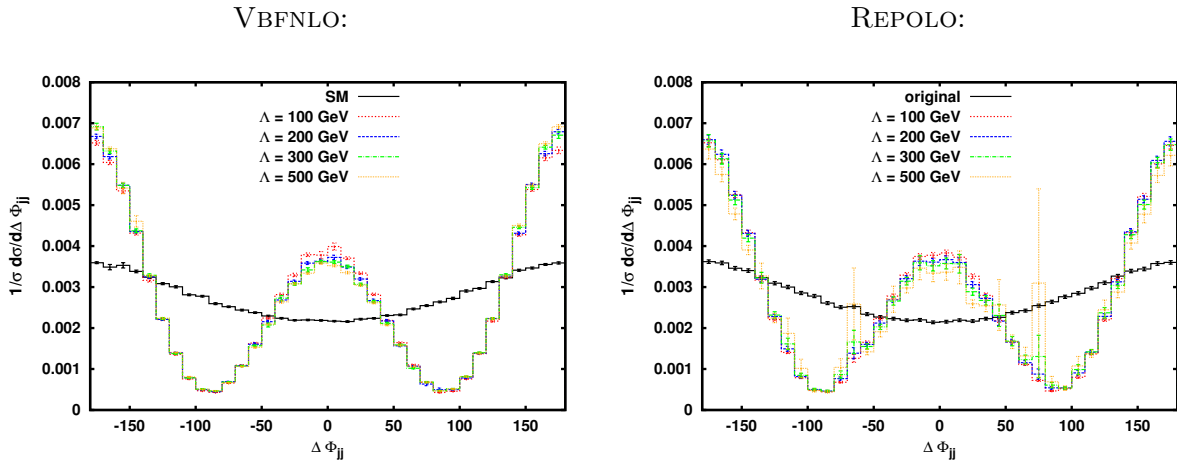 VBFNLO:
REPOLO:
0.008
0.007
0.006
0.005
0.004
0.003
0.002
0.001
0
-150
-100
-50
0
50
100
150
1/σ dσ/dΔ Φjj
Δ Φjj
SM
Λ = 100 GeV
Λ = 200 GeV
Λ = 300 GeV
Λ = 500 GeV
0.008
0.007
0.006
0.005
0.004
0.003
0.002
0.001
0
-150
-100
-50
0
50
100
150
1/σ dσ/dΔ Φjj
Δ Φjj
original
Λ = 100 GeV
Λ = 200 GeV
Λ = 300 GeV
Λ = 500 GeV